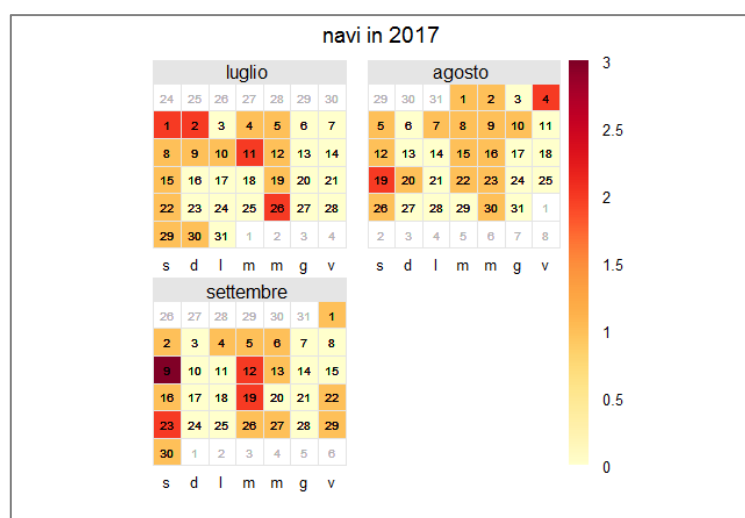 navi in 2017
luglio
24 25 26 27 28 29 30
1 2 3 4 5 6 7
8 9 10 11 12 13 14
15 16 17 18 19 20 21
22 23 24 25 26 27 28
29 30 31 1 2 3 4
s d l m m g v
agosto
29 30 31 1 2 3 4
5 6 7 8 9 10 11
12 13 14 15 16 17 18
19 20 21 22 23 24 25
26 27 28 29 30 31 1
2 3 4 5 6 7 8
s d l m m g v
settembre
26 27 28 29 30 31 1
2 3 4 5 6 7 8
9 10 11 12 13 14 15
16 17 18 19 20 21 22
23 24 25 26 27 28 29
30 1 2 3 4 5 6
s d l m m g v
3
2.5
2
1.5
1
0.5
0